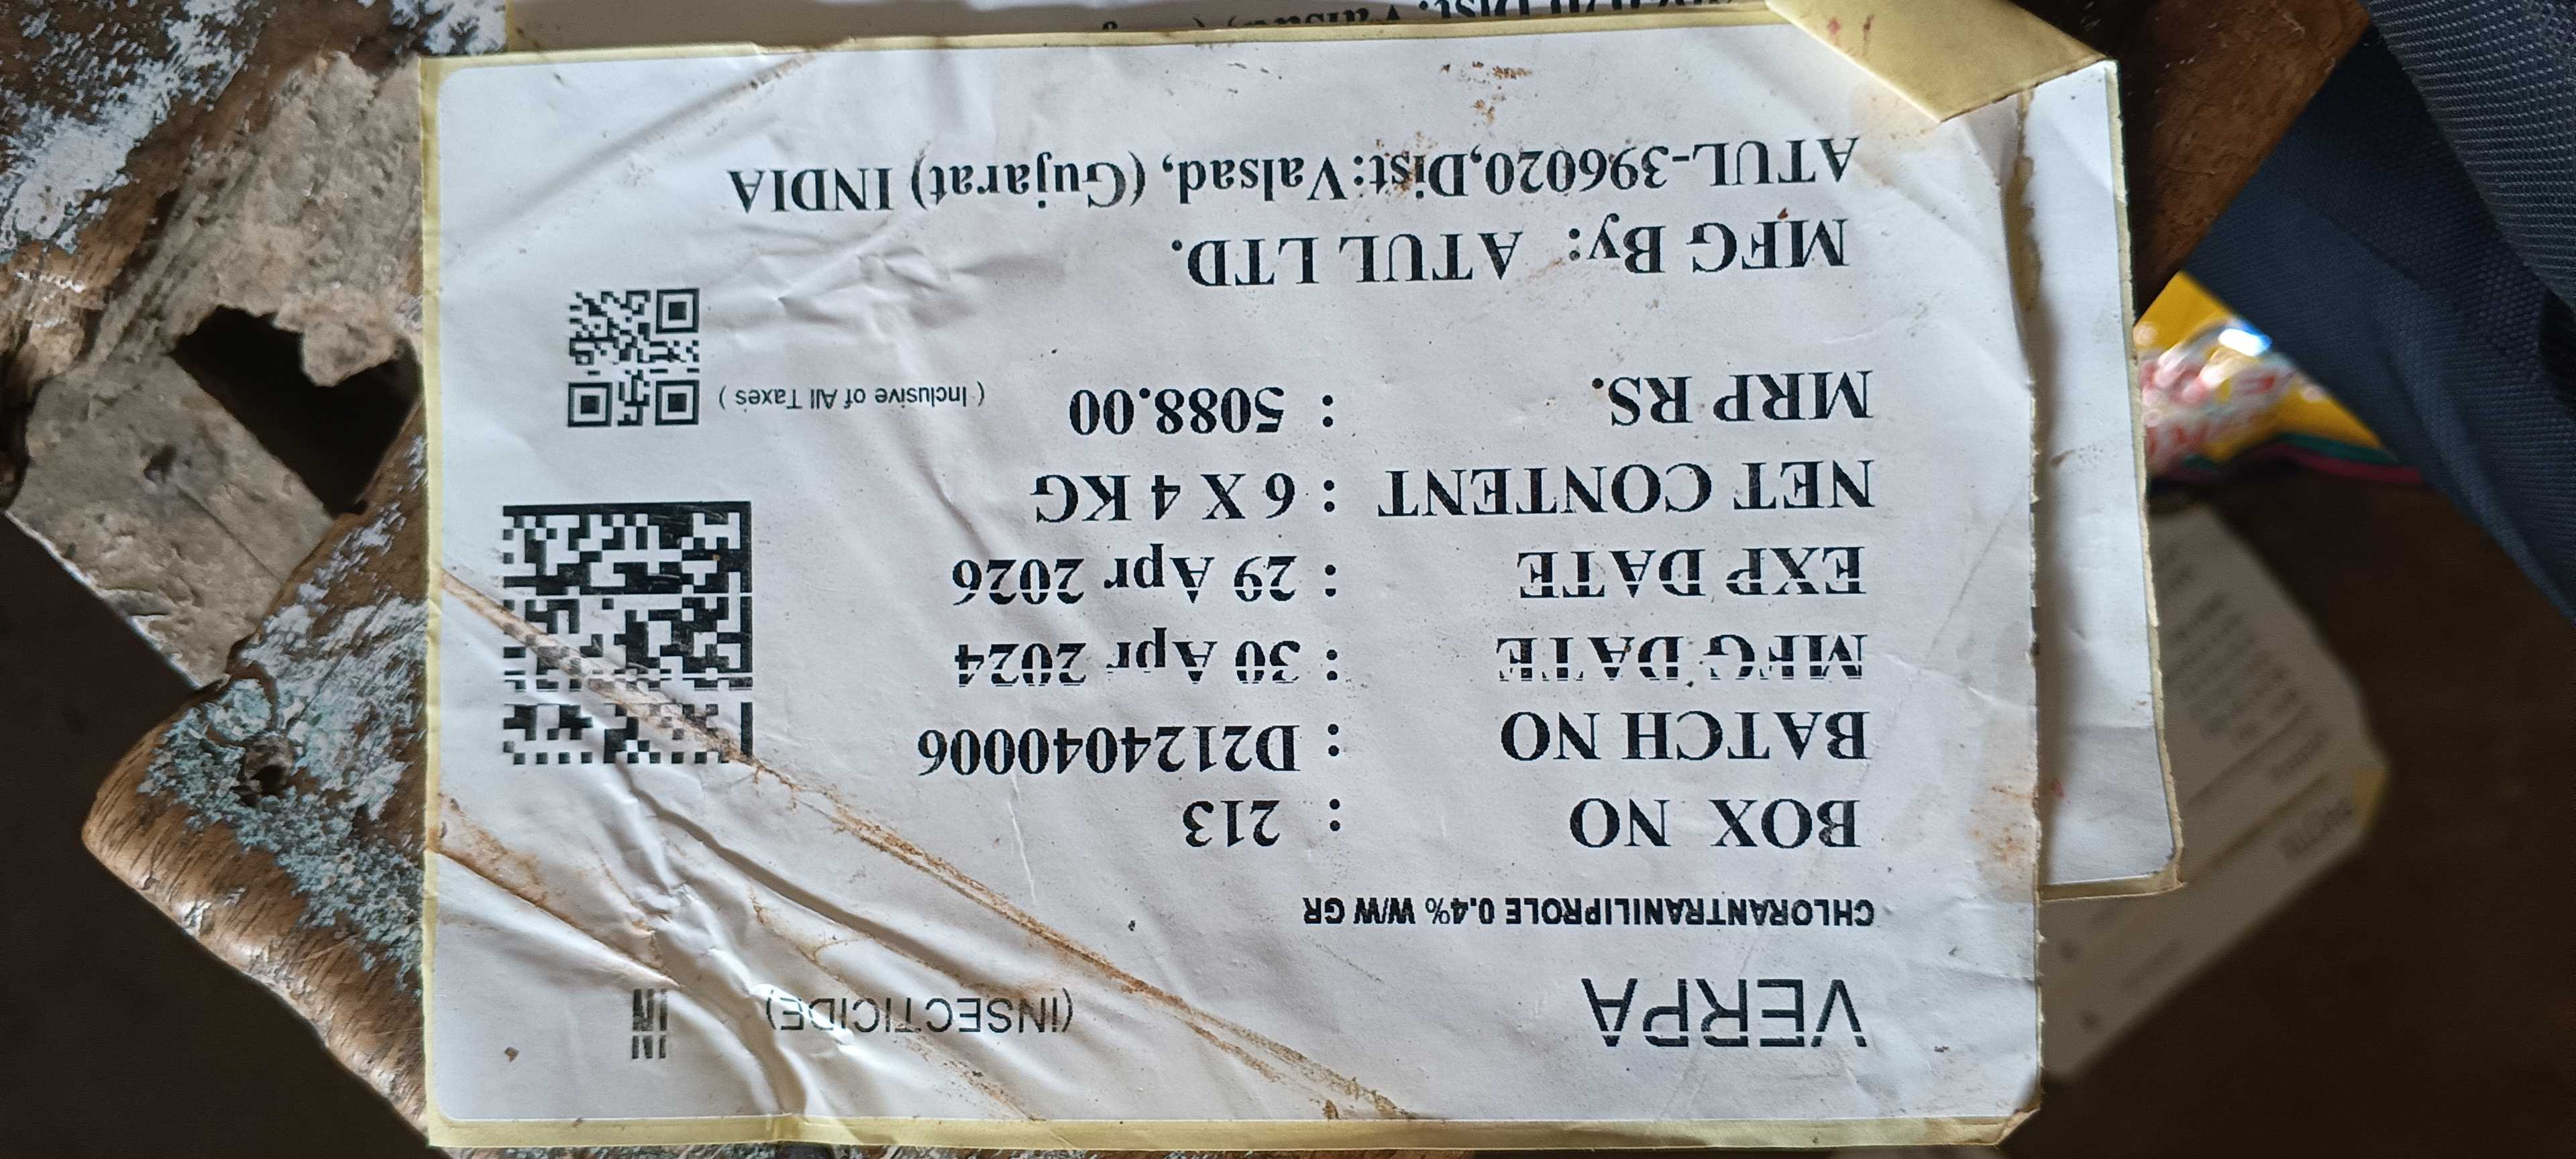 VERPA (INSECTICIDE)
CHLORANTRANILIPROLE 0.4% W/W GR
BOX NO : 213
BATCH NO : D2124040006
MFG DATE : 30 Apr 2024
EXP DATE : 29 Apr 2026
NET CONTENT : 6 X 4 KG
MRP RS. : 5088.00 ( Inclusive of All Taxes )
MFG By: ATUL LTD.
ATUL-396020,Dist:Valsad, (Gujarat) INDIA